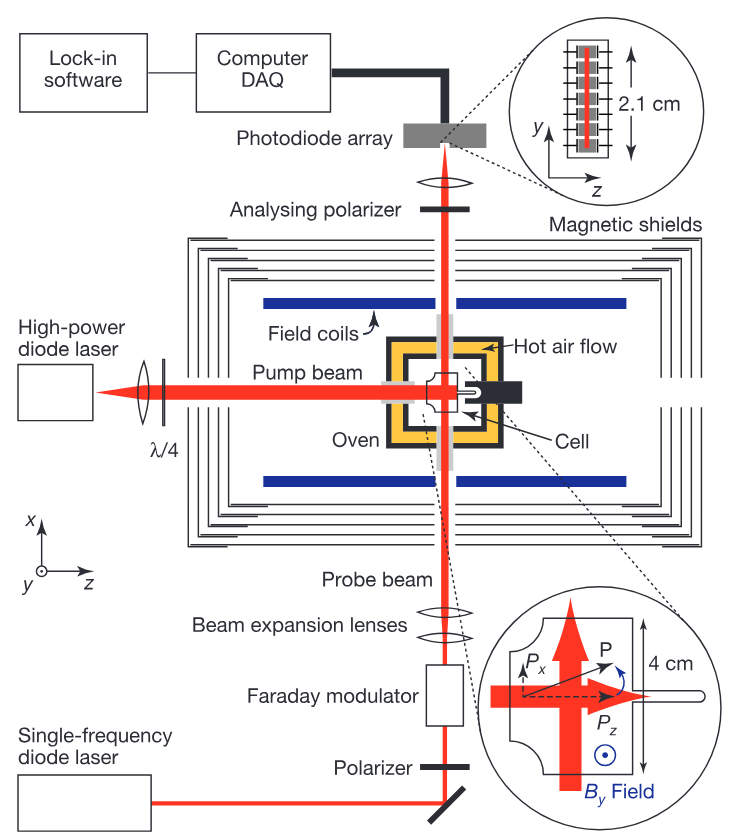 Lock-in
software
Computer
DAQ
Photodiode array
2.1 cm
y
z
Analysing polarizer
Magnetic shields
High-power
diode laser
Field coils
Hot air flow
Pump beam
Oven
Cell
λ/4
x
y
z
Probe beam
Beam expansion lenses
Faraday modulator
Single-frequency
diode laser
Polarizer
Px
P
4 cm
Pz
By Field